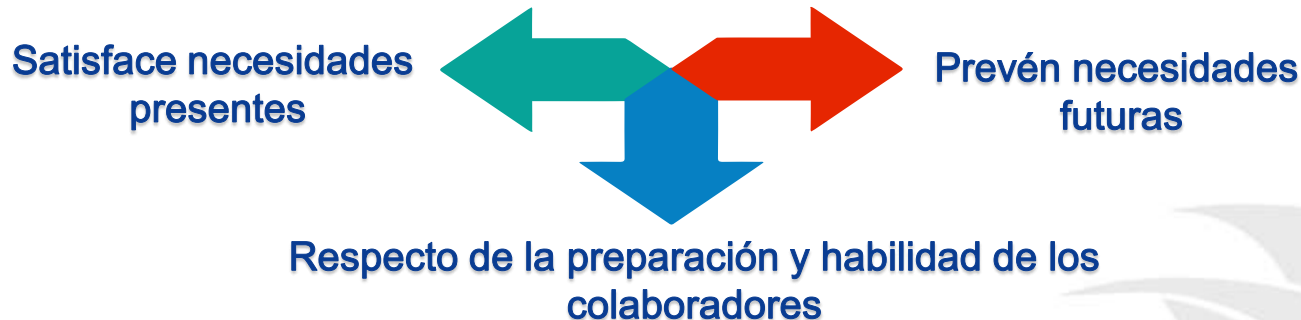 Satisface necesidades
presentes
Prevén necesidades
futuras
Respecto de la preparación y habilidad de los
colaboradores